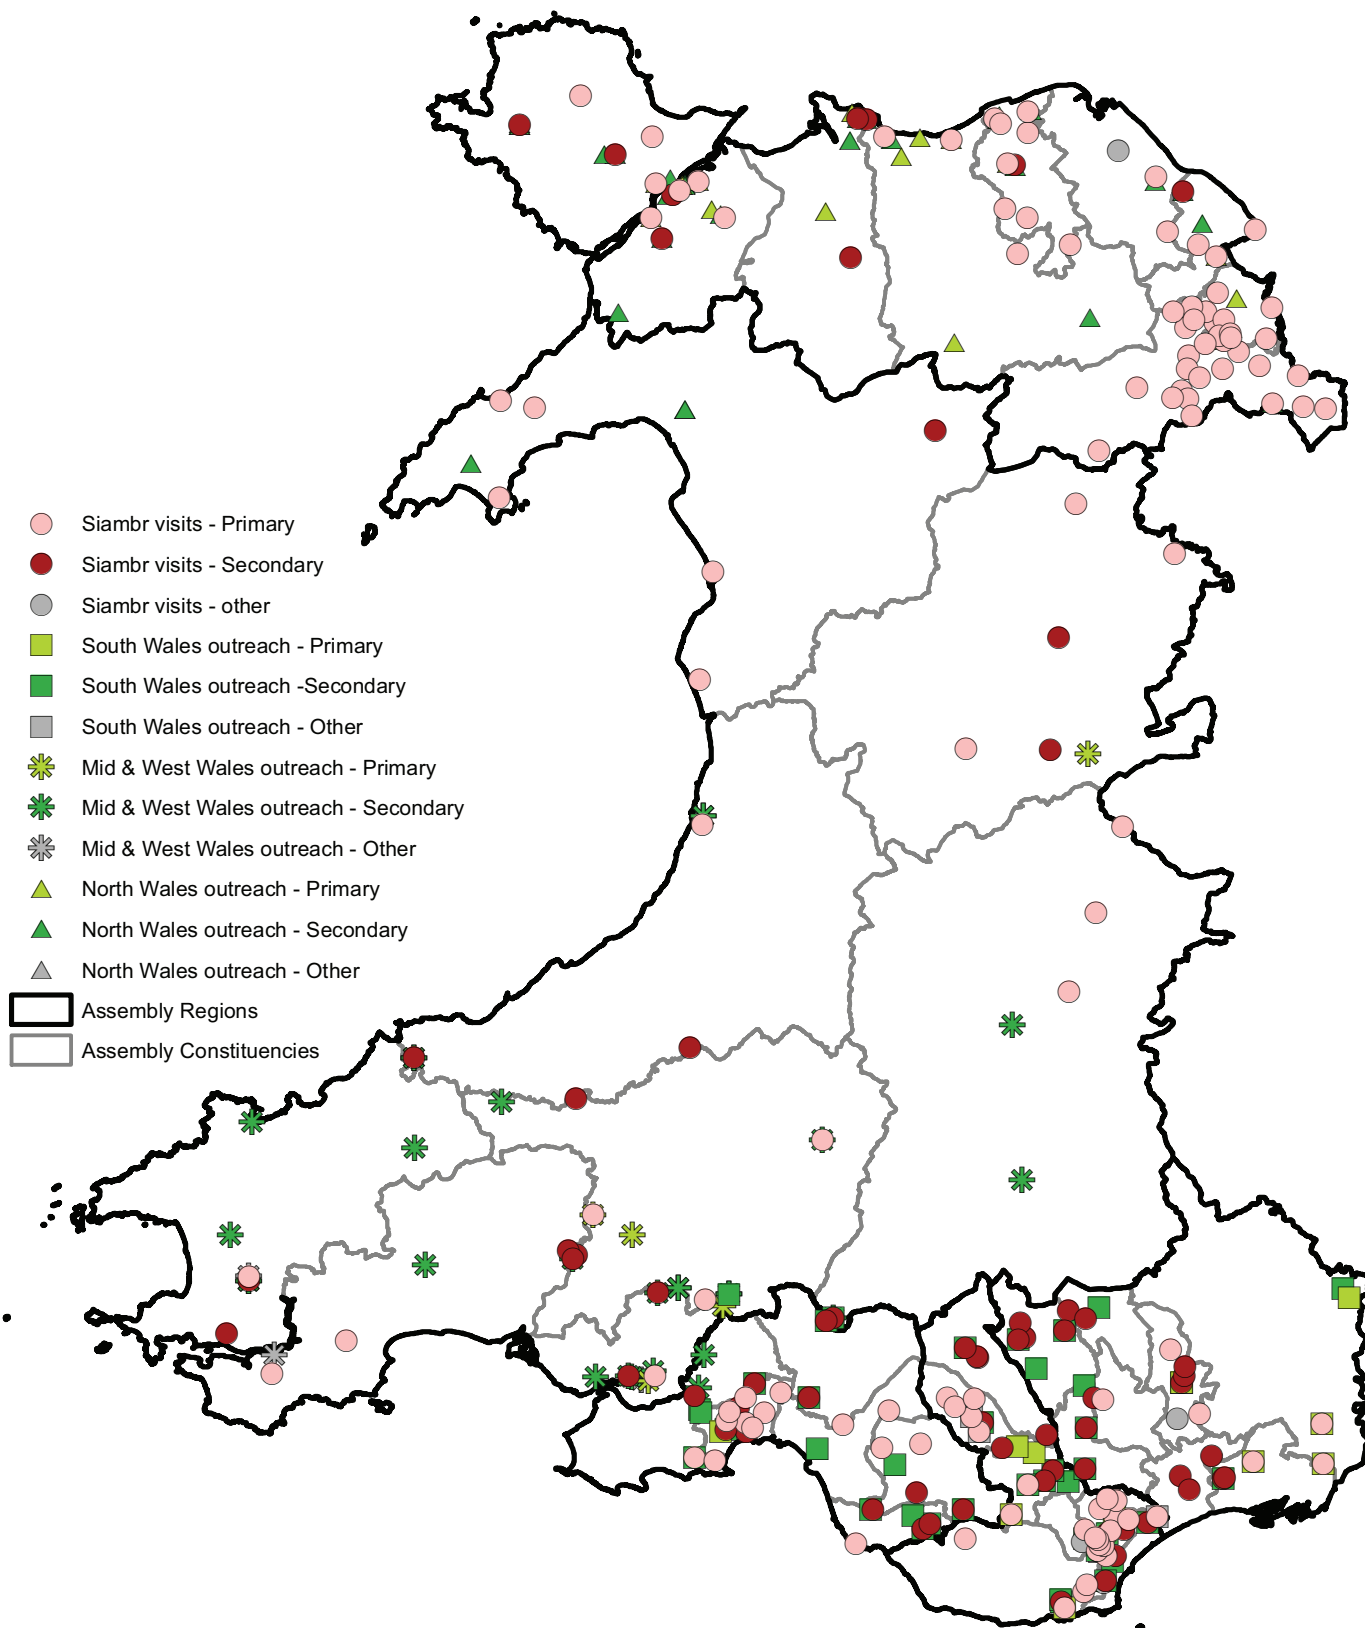 Siambr visits - Primary
Siambr visits - Secondary
Siambr visits - other
South Wales outreach - Primary
South Wales outreach -Secondary
South Wales outreach - Other
Mid & West Wales outreach - Primary
Mid & West Wales outreach - Secondary
Mid & West Wales outreach - Other
North Wales outreach - Primary
North Wales outreach - Secondary
North Wales outreach - Other
Assembly Regions
Assembly Constituencies